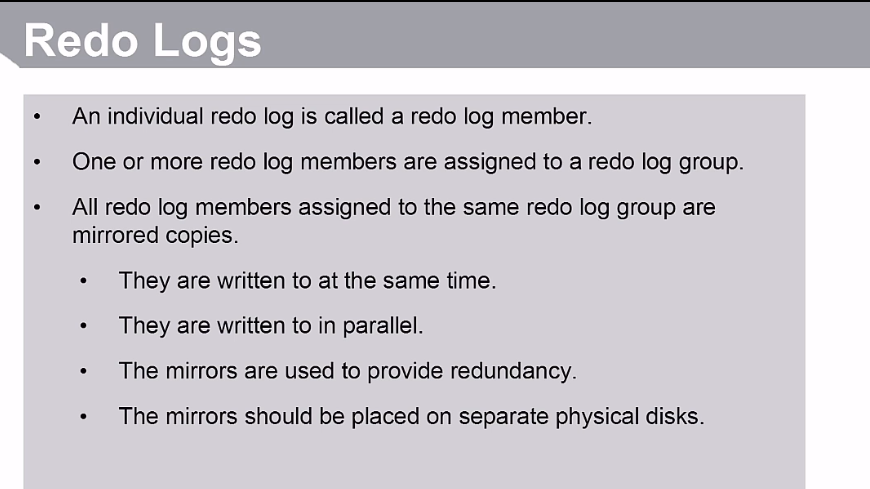 Redo Logs
• An individual redo log is called a redo log member.
• One or more redo log members are assigned to a redo log group.
• All redo log members assigned to the same redo log group are
mirrored copies.
• They are written to at the same time.
• They are written to in parallel.
• The mirrors are used to provide redundancy.
• The mirrors should be placed on separate physical disks.